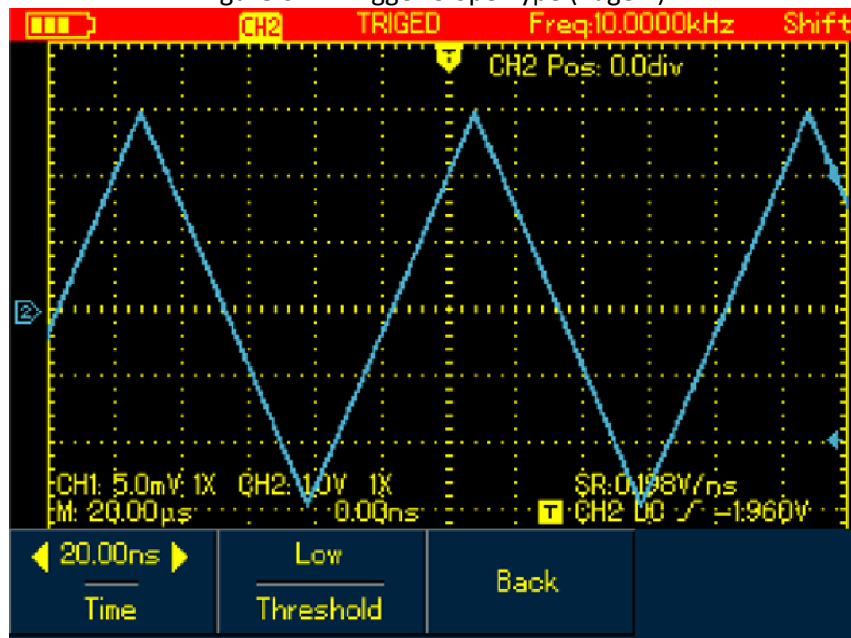 CH2 TRIGED Freq:10.0000kHz Shift
T
CH2 Pos: 0.0div
2
CH1: 5.0mV 1X CH2: 1.0V 1X SR:0.198V/ns
M: 20.00μs 0.00ns T CH2 DC -1.960V
20.00ns Low
Time Threshold
Back